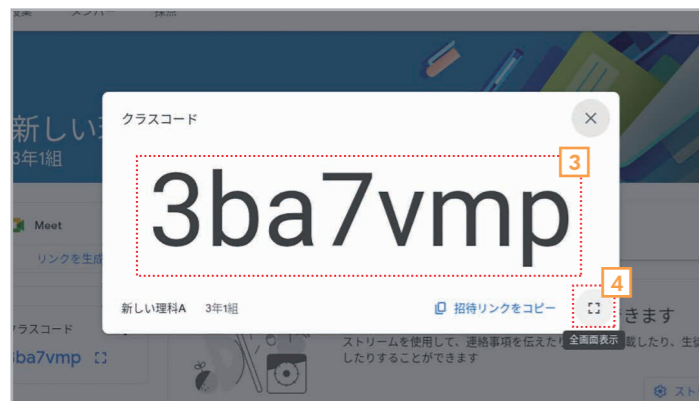 メンバー
採点
新しい
3年1組
クラスコード
3
3ba7vmp
4
新しい理科A 3年1組
招待リンクをコピー
全画面表示
Meet
リンクを生成
クラスコード
3ba7vmp
きます
ストリームを使用して、連絡事項を伝えた
載したり、生徒
したりすることができます
スト